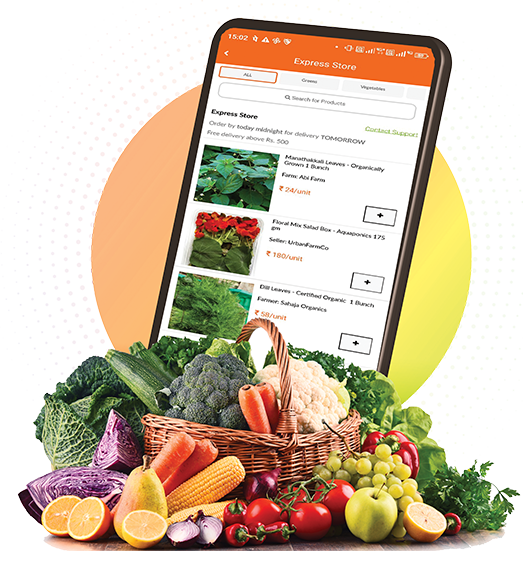 15:02
Express Store
ALL
Greens
Vegetables
Search for Products
Express Store
Contact Support
Order by today midnight for delivery TOMORROW
Free delivery above Rs. 500
Manathakkali Leaves - Organically
Grown 1 Bunch
Farm: Abi Farm
₹ 24/unit
+
Floral Mix Salad Box - Aquaponics 175
gm
Seller: UrbanFarmCo
₹ 180/unit
+
Dill Leaves - Certified Organic 1 Bunch
Farmer: Sahaja Organics
₹ 58/unit
+